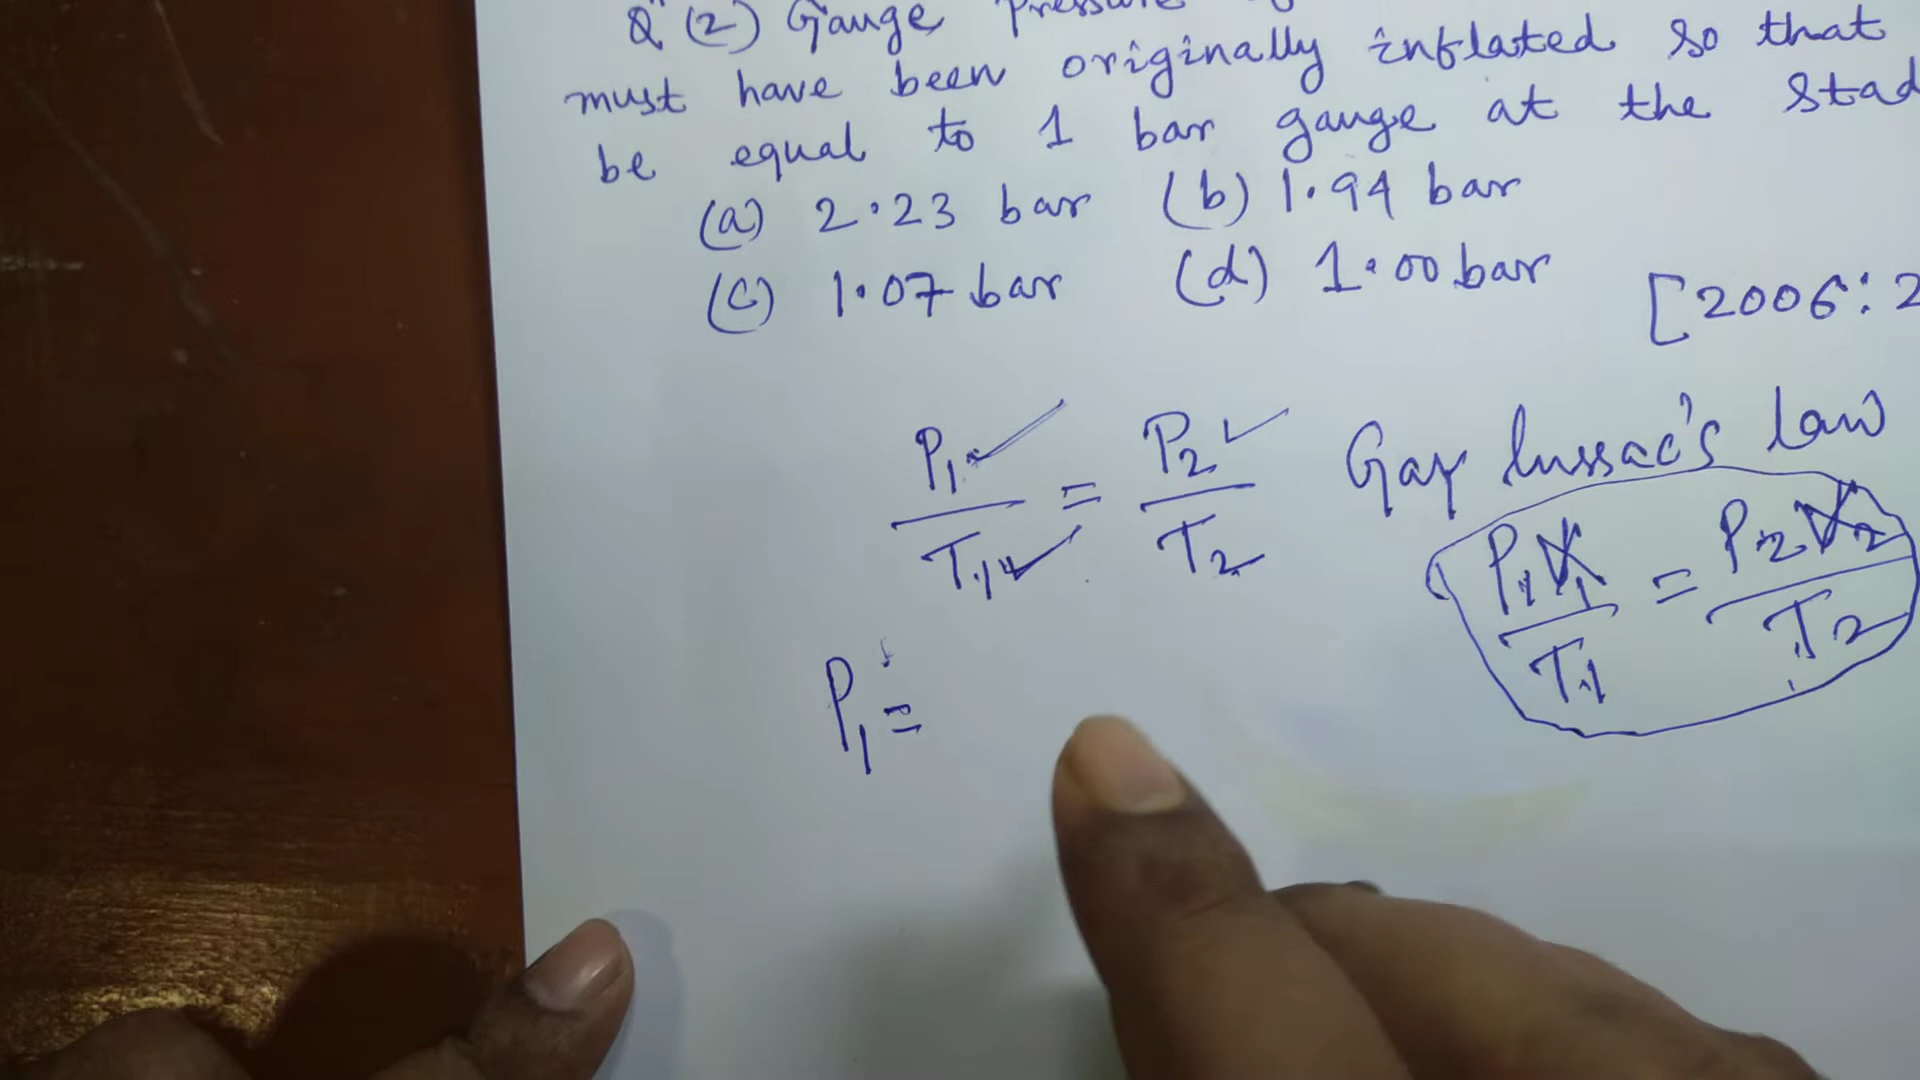 Q (2) Gauge Pressure
must have been originally inflated so that
be equal to 1 bar gauge at the
(a) 2.23 bar (b) 1.94 bar
(c) 1.07 bar (d) 1.00 bar
[2006:2
P1/T1 = P2/T2 Gay lussac's law
P1V1/T1 = P2V2/T2
P1 =